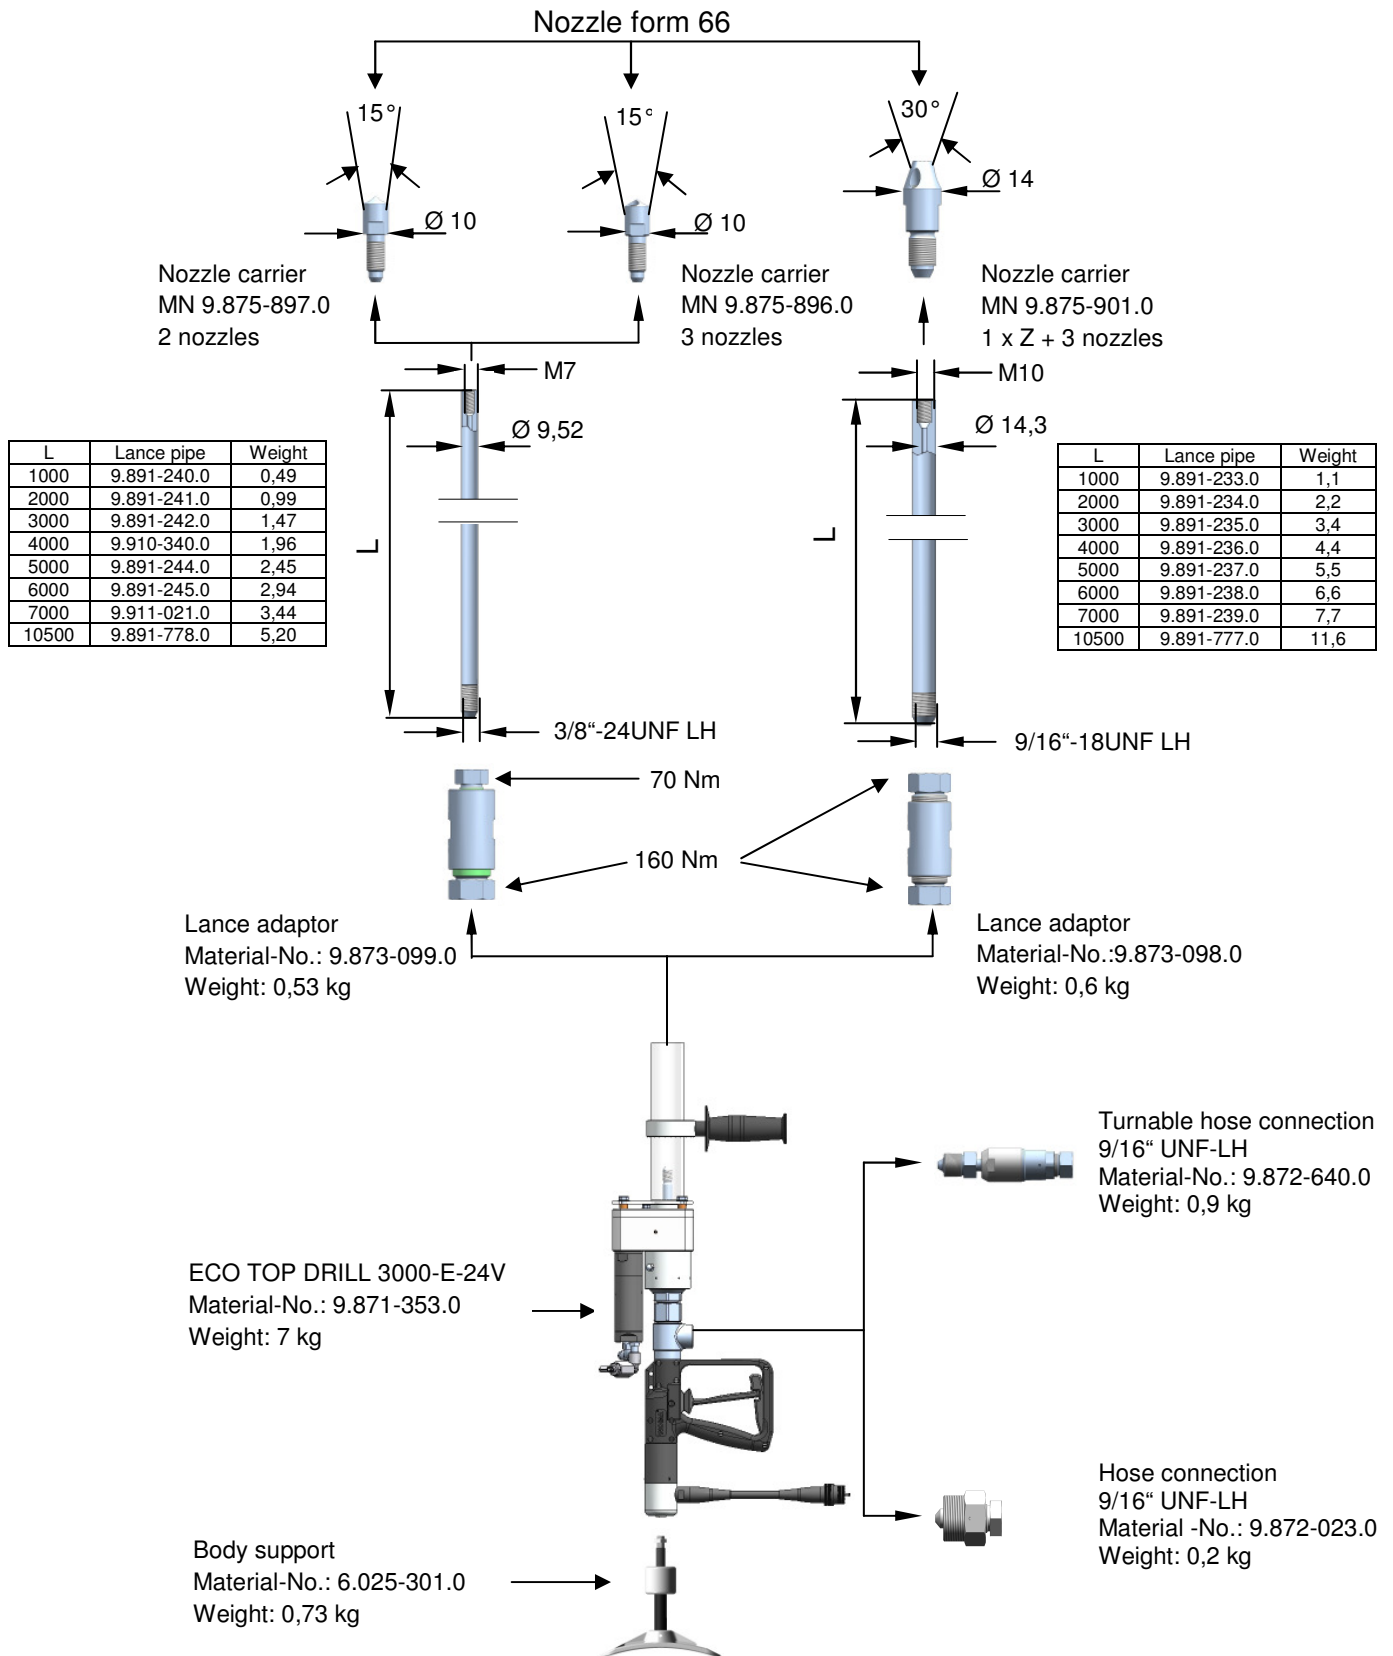 Nozzle form 66
15°
15°
30°
Ø 10
Ø 10
Ø 14
Nozzle carrier
MN 9.875-897.0
2 nozzles
Nozzle carrier
MN 9.875-896.0
3 nozzles
Nozzle carrier
MN 9.875-901.0
1 x Z + 3 nozzles
M7
M10
Ø 9,52
Ø 14,3
L Lance pipe Weight
1000 9.891-240.0 0,49
2000 9.891-241.0 0,99
3000 9.891-242.0 1,47
4000 9.910-340.0 1,96
5000 9.891-244.0 2,45
6000 9.891-245.0 2,94
7000 9.911-021.0 3,44
10500 9.891-778.0 5,20
L
L
L Lance pipe Weight
1000 9.891-233.0 1,1
2000 9.891-234.0 2,2
3000 9.891-235.0 3,4
4000 9.891-236.0 4,4
5000 9.891-237.0 5,5
6000 9.891-238.0 6,6
7000 9.891-239.0 7,7
10500 9.891-777.0 11,6
3/8“-24UNF LH
9/16“-18UNF LH
70 Nm
160 Nm
Lance adaptor
Material-No.: 9.873-099.0
Weight: 0,53 kg
Lance adaptor
Material-No.:9.873-098.0
Weight: 0,6 kg
Turnable hose connection
9/16“ UNF-LH
Material-No.: 9.872-640.0
Weight: 0,9 kg
ECO TOP DRILL 3000-E-24V
Material-No.: 9.871-353.0
Weight: 7 kg
Hose connection
9/16“ UNF-LH
Material -No.: 9.872-023.0
Weight: 0,2 kg
Body support
Material-No.: 6.025-301.0
Weight: 0,73 kg